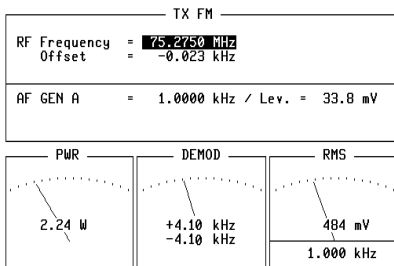 TX FM
RF Frequency = 75.2750 MHz
Offset = -0.023 kHz
AF GEN A = 1.0000 kHz / Lev. = 33.8 mV
PWR
2.24 W
DEMOD
+4.10 kHz
-4.10 kHz
RMS
484 mV
1.000 kHz